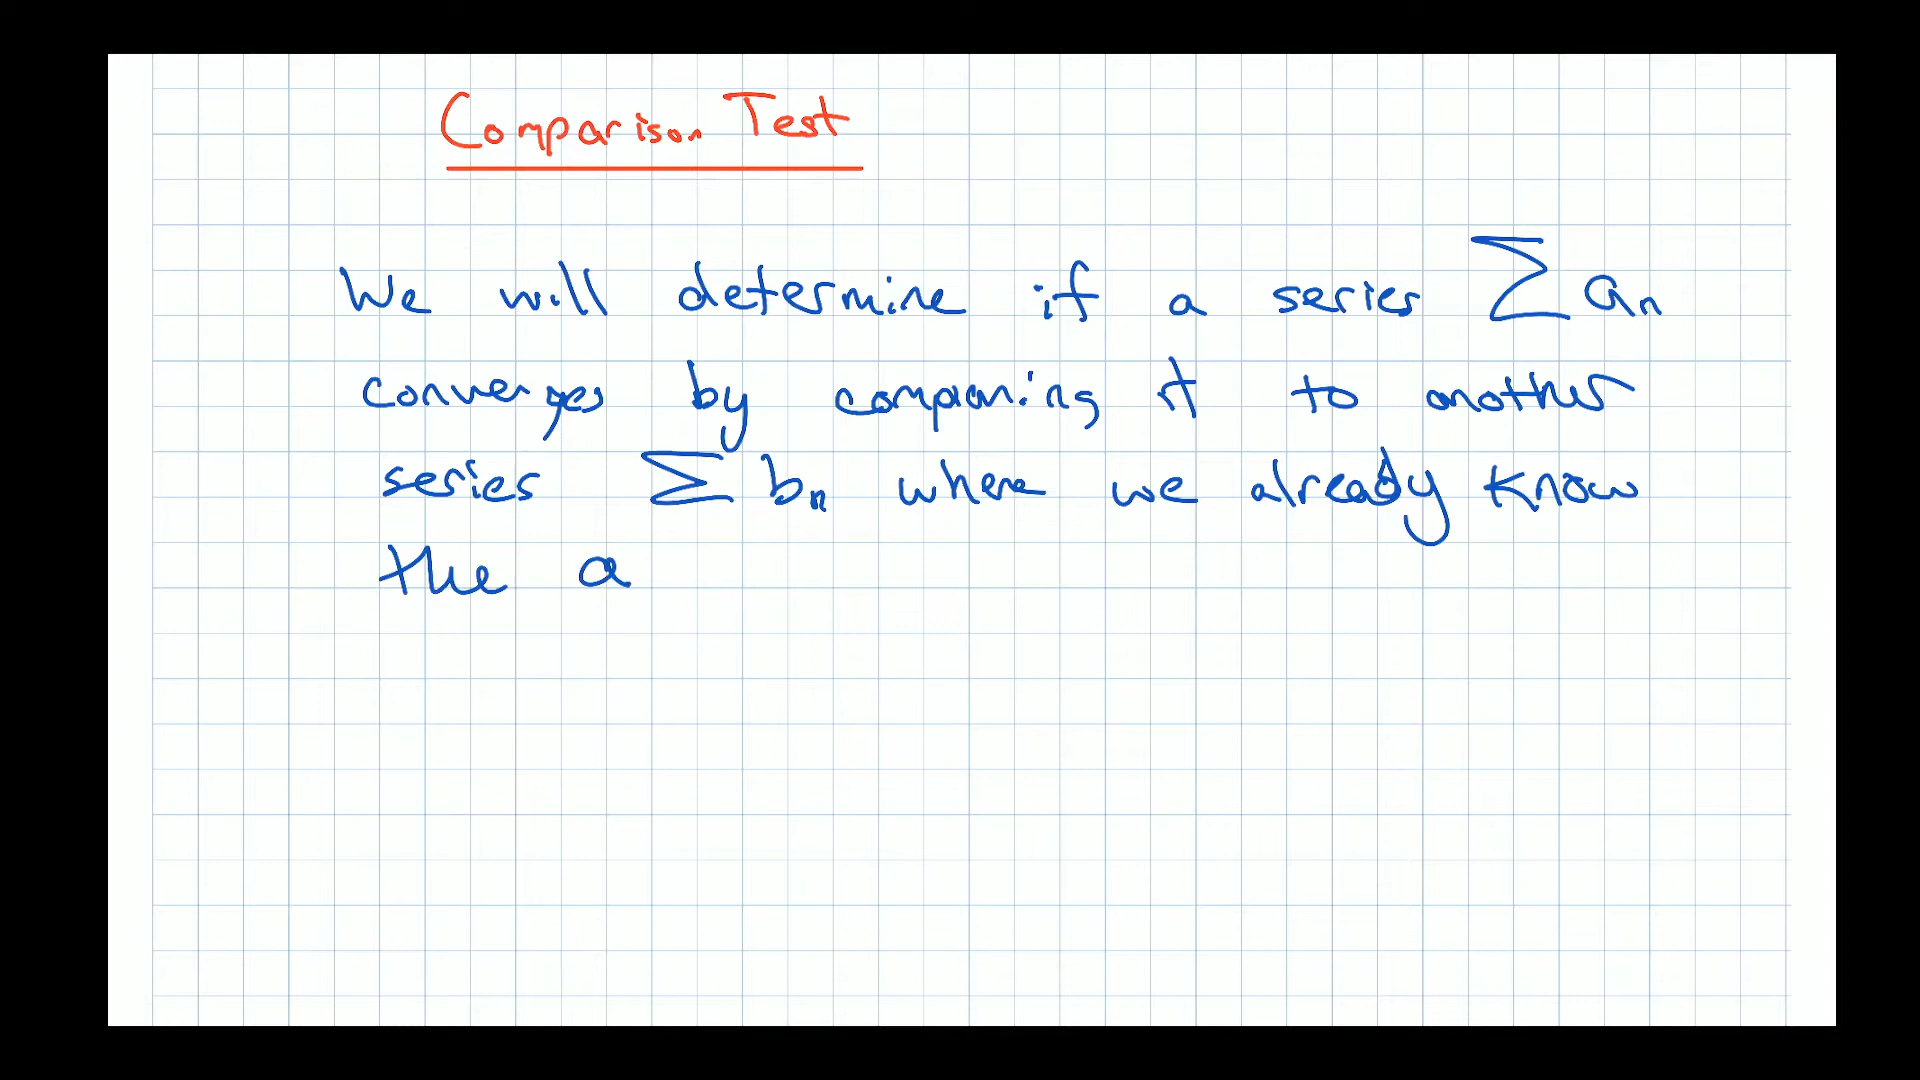 Comparison Test
We will determine if a series ∑ aₙ
converges by comparing it to another
series ∑ bₙ where we already know
the a